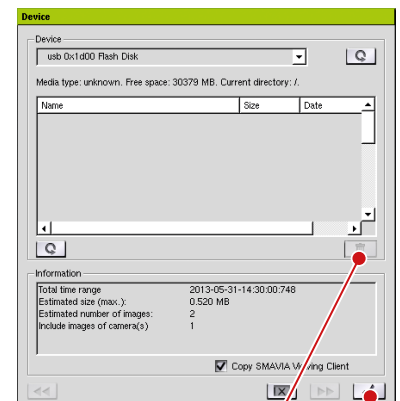 Device
Device
usb 0x1d00 Flash Disk
Media type: unknown. Free space: 30379 MB. Current directory: /.
Name Size Date
Information
Total time range 2013-05-31-14:30:00:748
Estimated size (max.): 0.520 MB
Estimated number of images: 2
Include images of camera(s) 1
Copy SMAVIA Viewing Client